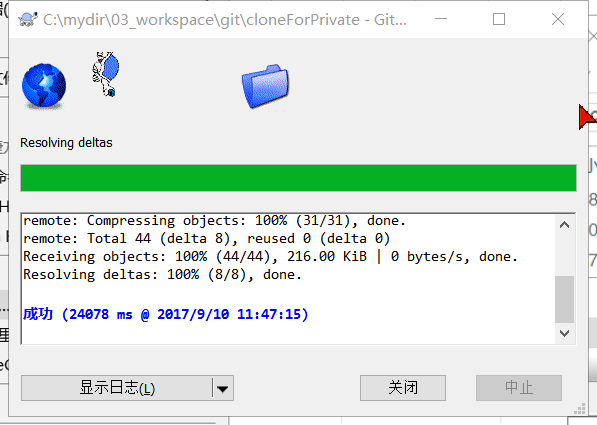 C:\mydir\03_workspace\git\cloneForPrivate - Git...
Resolving deltas
remote: Compressing objects: 100% (31/31), done.
remote: Total 44 (delta 8), reused 0 (delta 0)
Receiving objects: 100% (44/44), 216.00 KiB | 0 bytes/s, done.
Resolving deltas: 100% (8/8), done.
成功 (24078 ms @ 2017/9/10 11:47:15)
显示日志(L)
关闭
中止